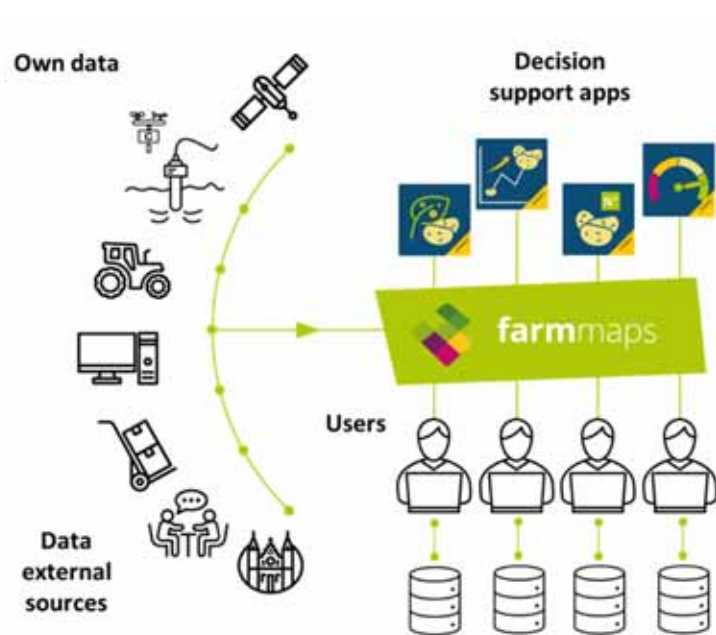 Own data
Decision
support apps
N+
farmmaps
Users
Data
external
sources